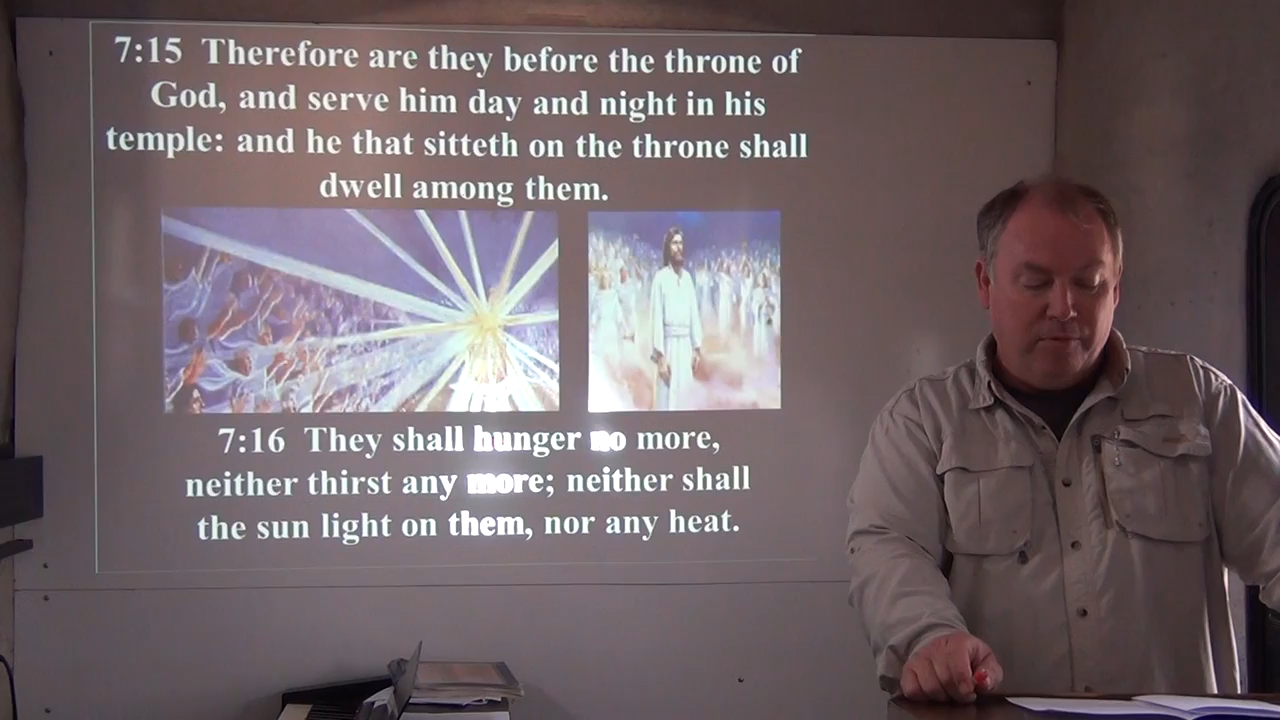 7:15 Therefore are they before the throne of
God, and serve him day and night in his
temple: and he that sitteth on the throne shall
dwell among them.
7:16 They shall hunger no more,
neither thirst any more; neither shall
the sun light on them, nor any heat.